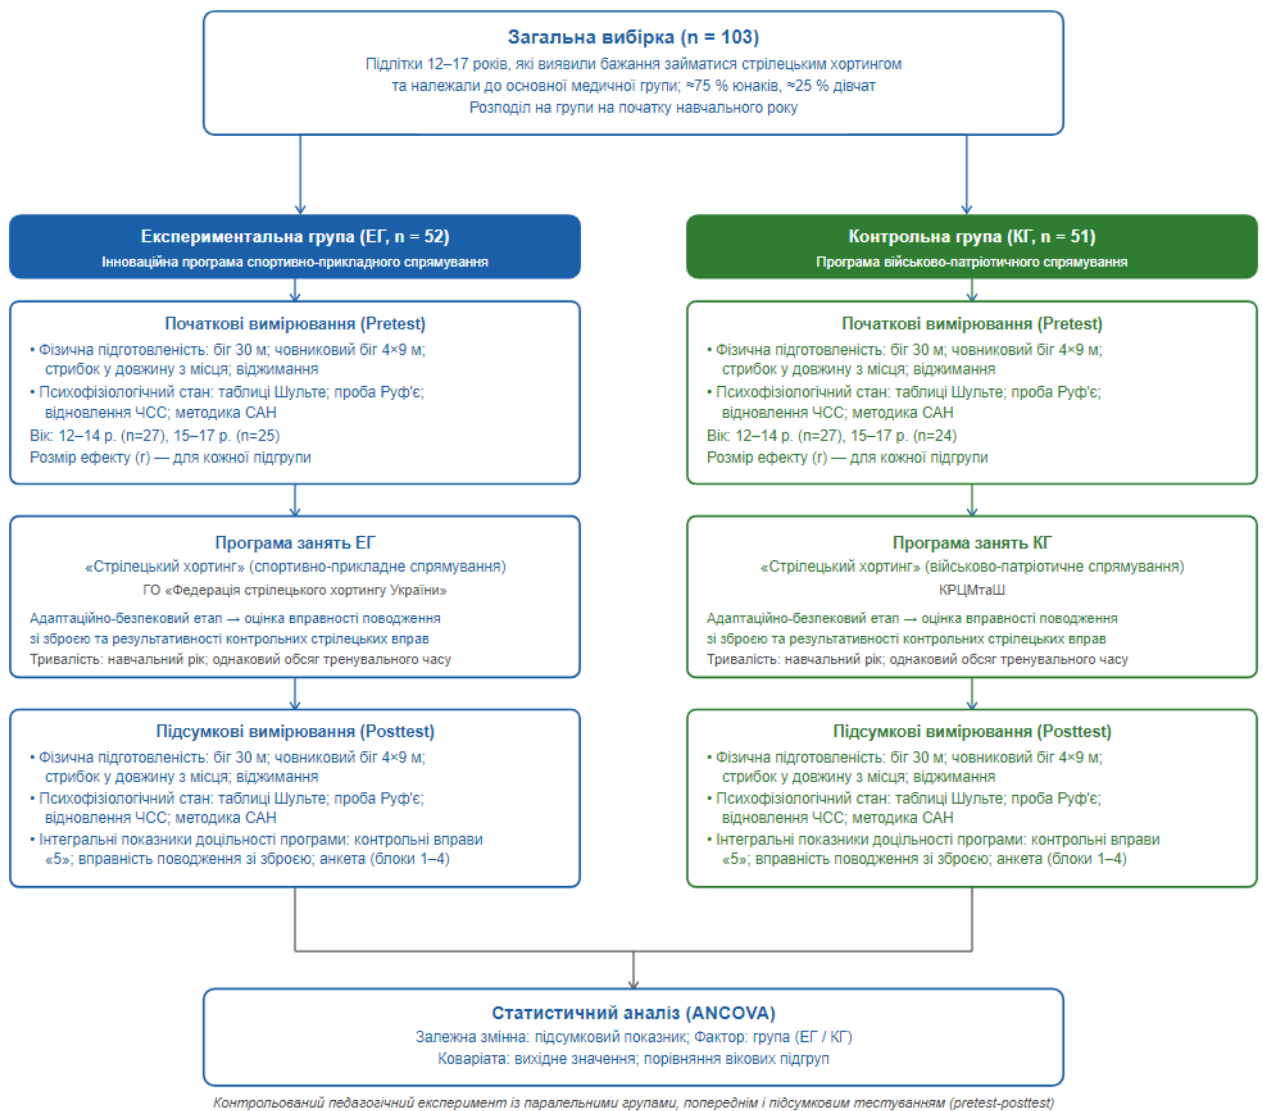 Загальна вибірка (n = 103)
Підлітки 12–17 років, які виявили бажання займатися стрілецьким хортингом
та належали до основної медичної групи; ≈75 % юнаків, ≈25 % дівчат
Розподіл на групи на початку навчального року
Експериментальна група (ЕГ, n = 52)
Інноваційна програма спортивно-прикладного спрямування
Початкові вимірювання (Pretest)
• Фізична підготовленість: біг 30 м; човниковий біг 4×9 м;
стрибок у довжину з місця; віджимання
• Психофізіологічний стан: таблиці Шульте; проба Руф'є;
відновлення ЧСС; методика САН
Вік: 12–14 р. (n=27), 15–17 р. (n=25)
Розмір ефекту (r) — для кожної підгрупи
Програма занять ЕГ
«Стрілецький хортинг» (спортивно-прикладне спрямування)
ГО «Федерація стрілецького хортингу України»
Адаптаційно-безпековий етап → оцінка вправності поводження
зі зброєю та результативності контрольних стрілецьких вправ
Тривалість: навчальний рік; однаковий обсяг тренувального часу
Підсумкові вимірювання (Posttest)
• Фізична підготовленість: біг 30 м; човниковий біг 4×9 м;
стрибок у довжину з місця; віджимання
• Психофізіологічний стан: таблиці Шульте; проба Руф'є;
відновлення ЧСС; методика САН
• Інтегральні показники доцільності програми: контрольні вправи
«5»; вправність поводження зі зброєю; анкета (блоки 1–4)
Контрольна група (КГ, n = 51)
Програма військово-патріотичного спрямування
Початкові вимірювання (Pretest)
• Фізична підготовленість: біг 30 м; човниковий біг 4×9 м;
стрибок у довжину з місця; віджимання
• Психофізіологічний стан: таблиці Шульте; проба Руф'є;
відновлення ЧСС; методика САН
Вік: 12–14 р. (n=27), 15–17 р. (n=24)
Розмір ефекту (r) — для кожної підгрупи
Програма занять КГ
«Стрілецький хортинг» (військово-патріотичне спрямування)
КРЦМтаШ
Адаптаційно-безпековий етап → оцінка вправності поводження
зі зброєю та результативності контрольних стрілецьких вправ
Тривалість: навчальний рік; однаковий обсяг тренувального часу
Підсумкові вимірювання (Posttest)
• Фізична підготовленість: біг 30 м; човниковий біг 4×9 м;
стрибок у довжину з місця; віджимання
• Психофізіологічний стан: таблиці Шульте; проба Руф'є;
відновлення ЧСС; методика САН
• Інтегральні показники доцільності програми: контрольні вправи
«5»; вправність поводження зі зброєю; анкета (блоки 1–4)
Статистичний аналіз (ANCOVA)
Залежна змінна: підсумковий показник; Фактор: група (ЕГ / КГ)
Коваріата: вихідне значення; порівняння вікових підгруп
Контрольований педагогічний експеримент із паралельними групами, попереднім і підсумковим тестуванням (pretest-posttest)